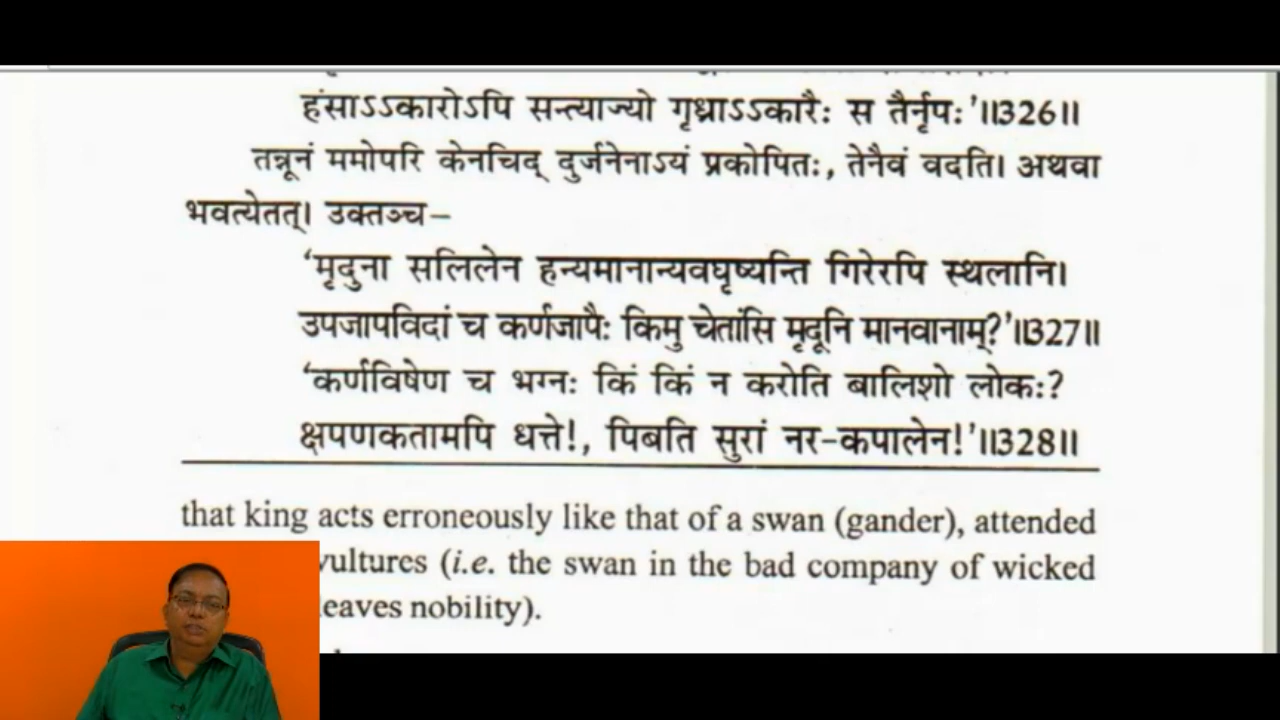 हंसाऽऽकारोऽपि सन्त्याज्यो गृध्राऽऽकारैः स तैर्नृपः'॥326॥
तन्नूनं ममोपरि केनचिद् दुर्जनेनाऽयं प्रकोपितः, तेनैवं वदति। अथवा
भवत्येतत्। उक्तञ्च–
'मृदुना सलिलेन हन्यमानान्यवघृष्यन्ति गिरेरपि स्थलानि।
उपजापविदां च कर्णजापैः किमु चेतांसि मृदूनि मानवानाम्?'॥327॥
'कर्णविषेण च भग्नः किं किं न करोति बालिशो लोकः?
क्षपणकतामपि धत्ते!, पिबति सुरां नर-कपालेन!'॥328॥
that king acts erroneously like that of a swan (gander), attended
vultures (i.e. the swan in the bad company of wicked
leaves nobility).